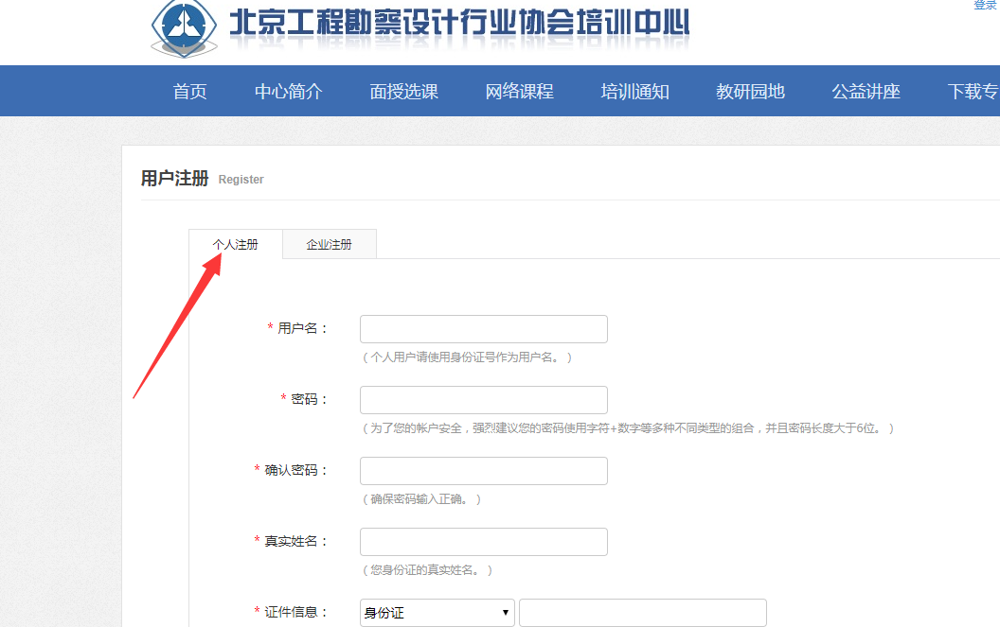 登录
北京工程勘察设计行业协会培训中心
首页 中心简介 面授选课 网络课程 培训通知 教研园地 公益讲座 下载专
用户注册 Register
个人注册 企业注册
* 用户名：
（个人用户请使用身份证号作为用户名。）
* 密码：
（为了您的帐户安全，强烈建议您的密码使用字符+数字等多种不同类型的组合，并且密码长度大于6位。）
* 确认密码：
（确保密码输入正确。）
* 真实姓名：
（您身份证的真实姓名。）
* 证件信息： 身份证